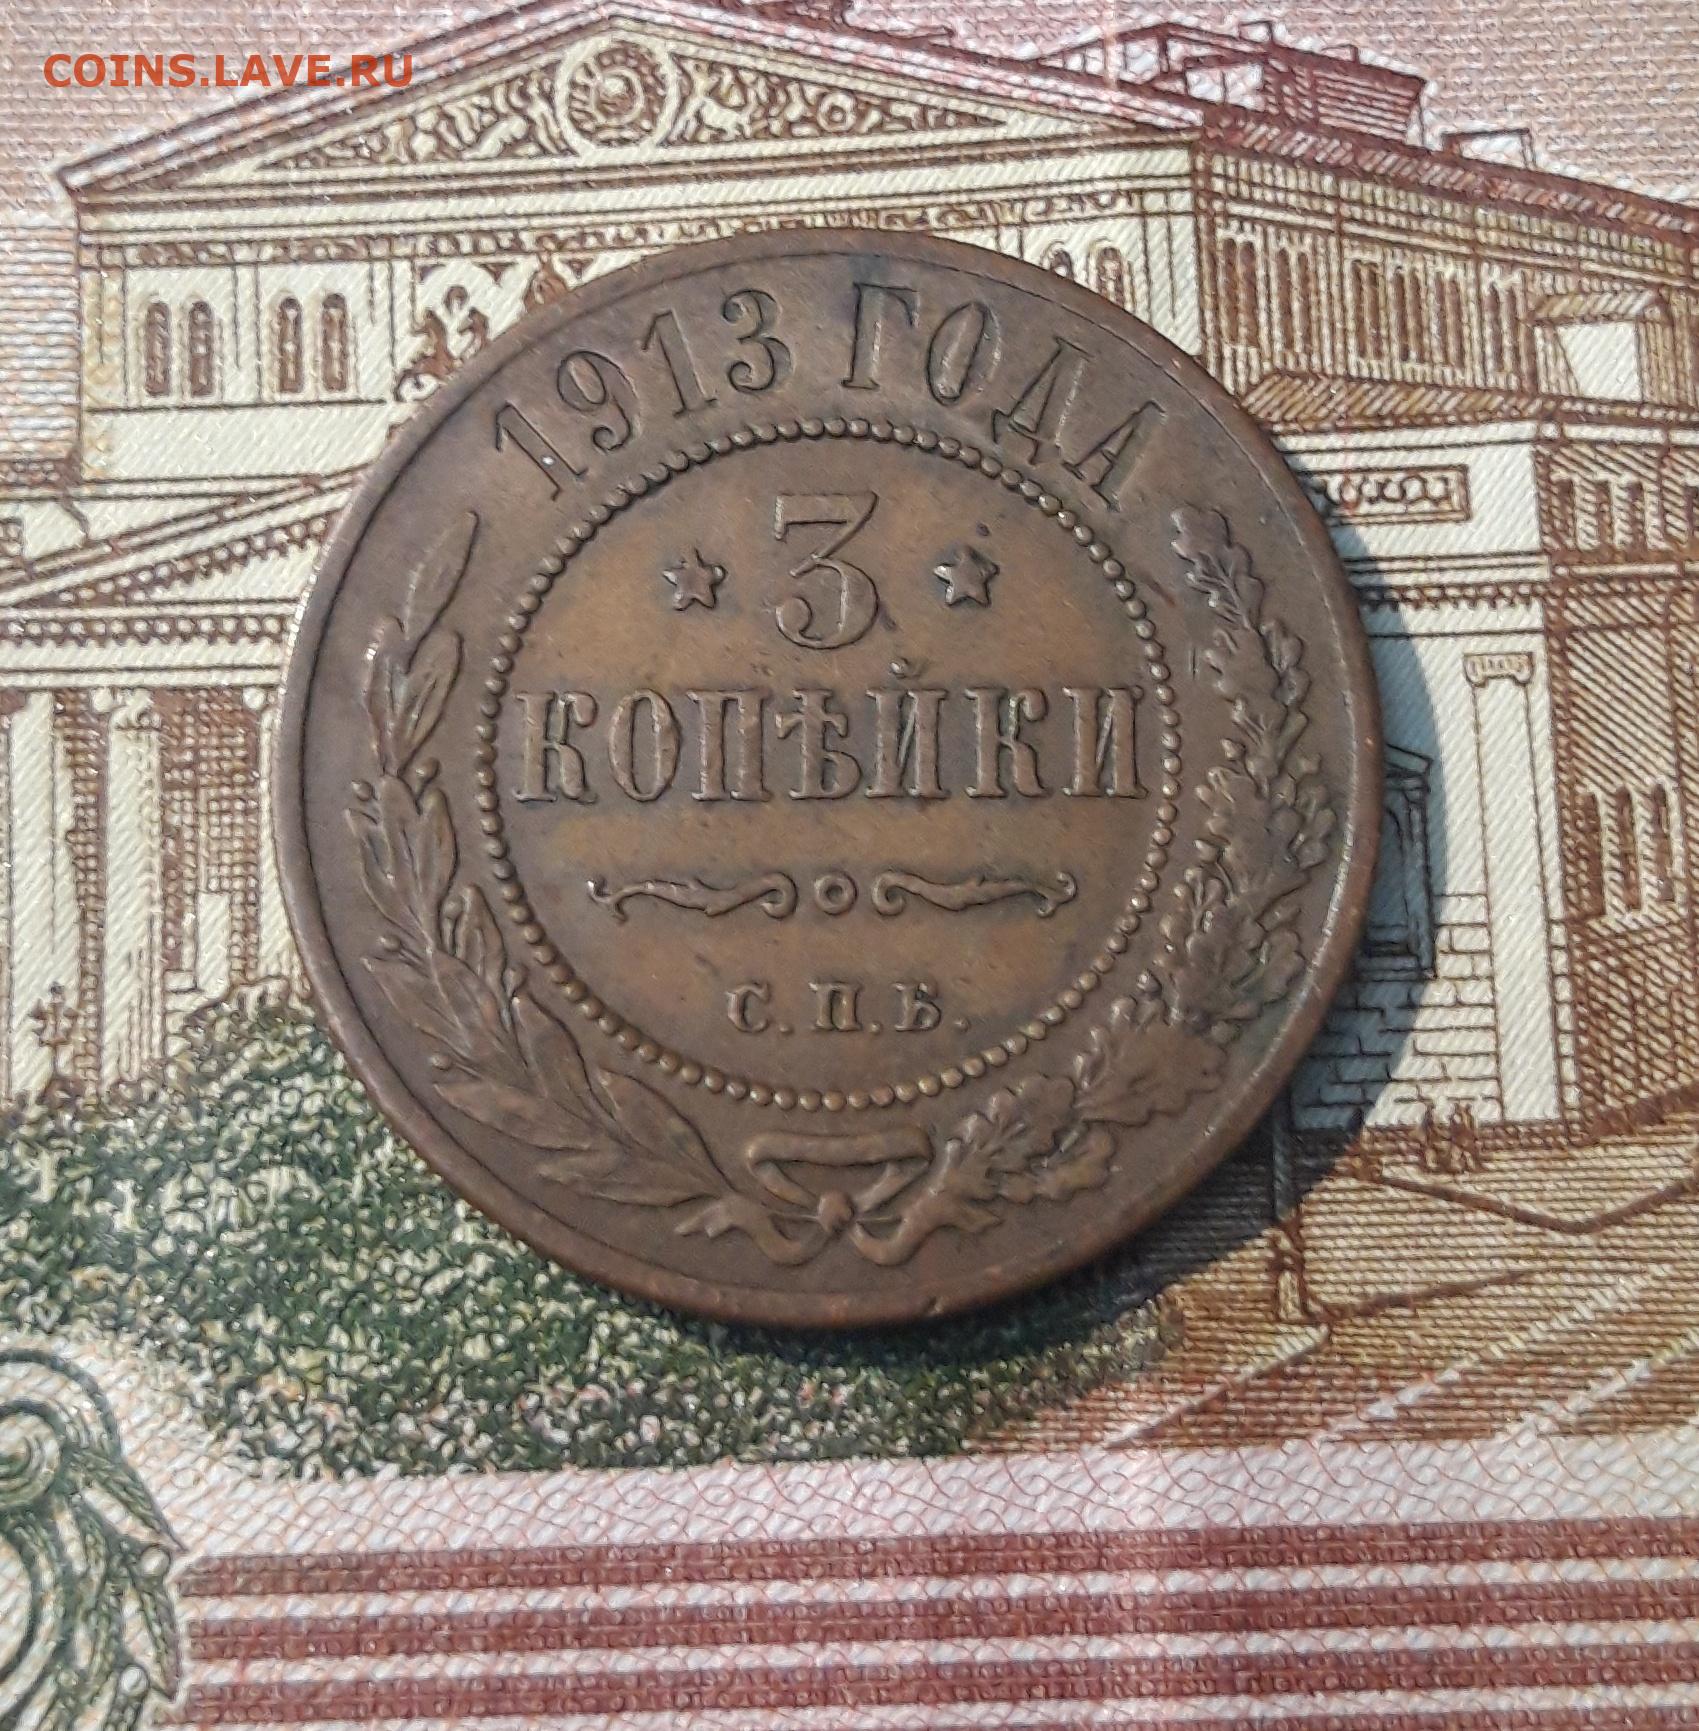 COINS.LAVE.RU
1913 ГОДА
3
КОПѢЙКИ
С.П.Б.